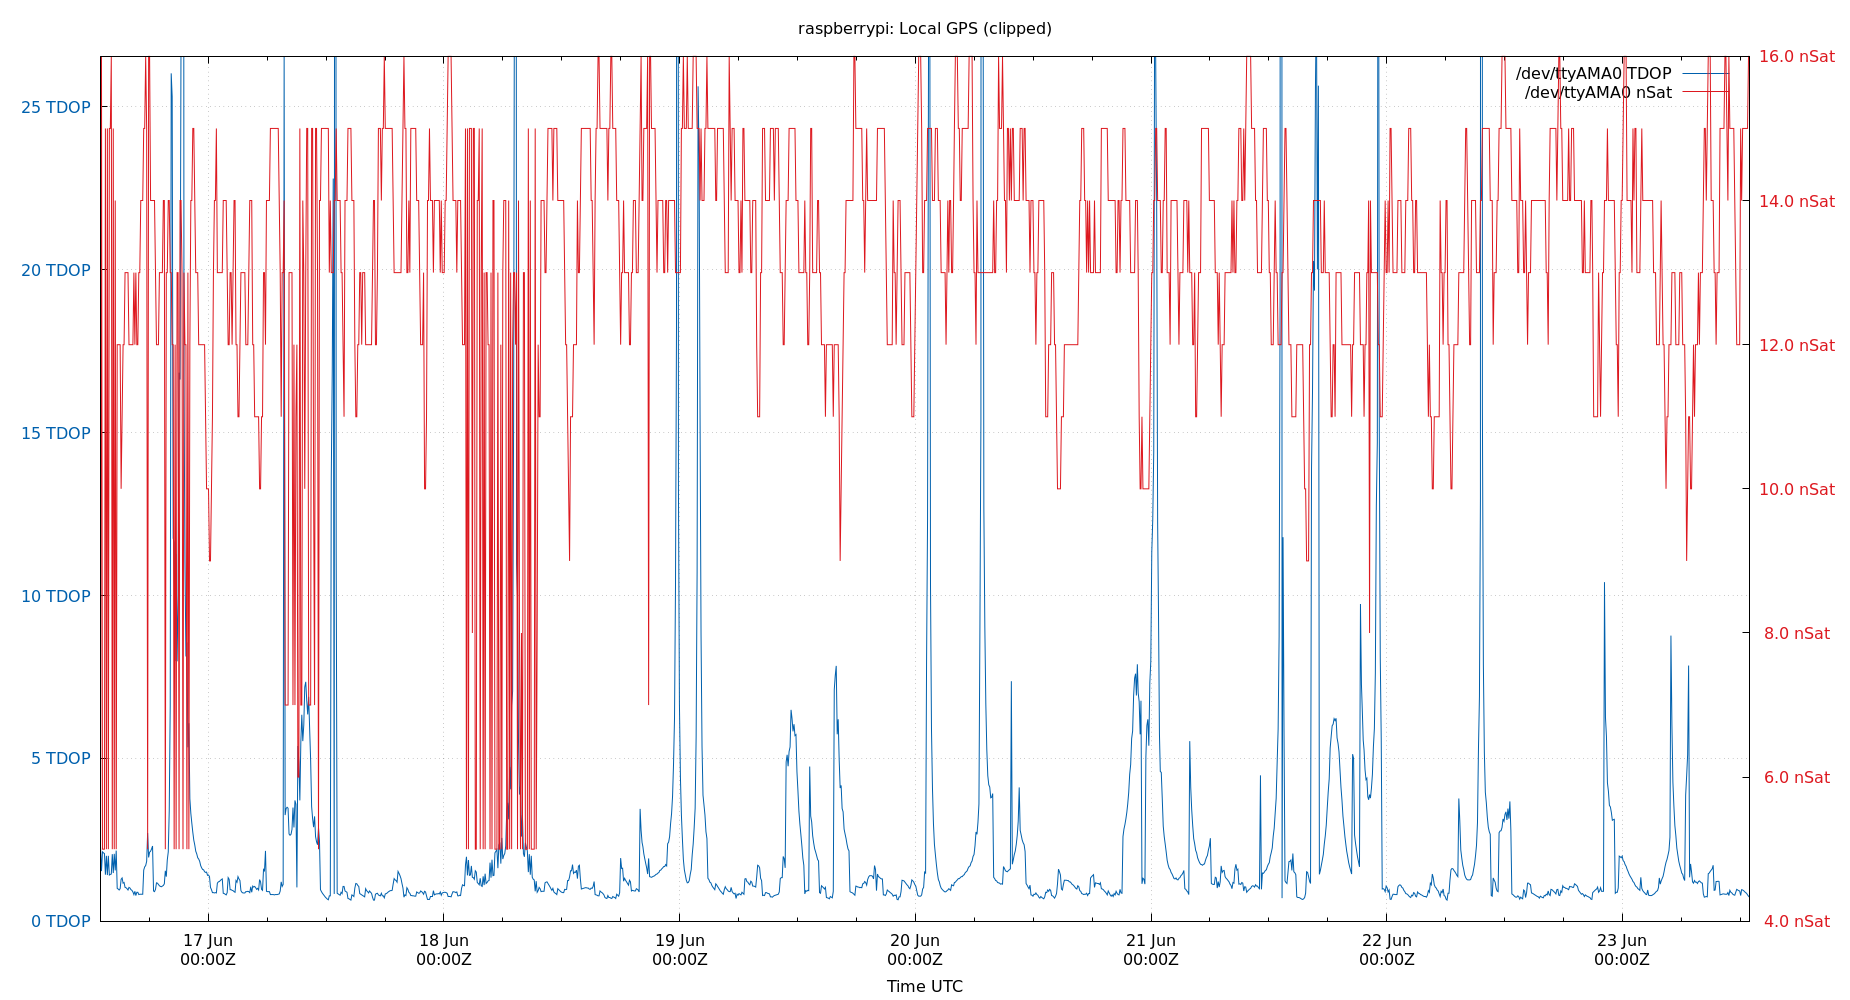 raspberrypi: Local GPS (clipped)
/dev/ttyAMA0 TDOP
/dev/ttyAMA0 nSat
25 TDOP
20 TDOP
15 TDOP
10 TDOP
5 TDOP
0 TDOP
16.0 nSat
14.0 nSat
12.0 nSat
10.0 nSat
8.0 nSat
6.0 nSat
4.0 nSat
17 Jun
00:00Z
18 Jun
00:00Z
19 Jun
00:00Z
20 Jun
00:00Z
21 Jun
00:00Z
22 Jun
00:00Z
23 Jun
00:00Z
Time UTC